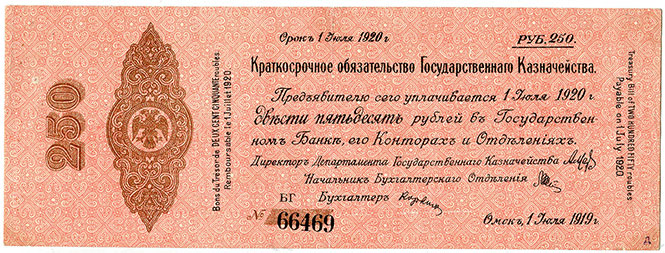 250
Bons du Tresor de DEUX CENT CINQUANTE roubles.
Remboursable le 1 Juillet 1920
Срокъ 1 Іюля 1920 г.
РУБ. 250.
Краткосрочное обязательство Государственнаго Казначейства.
Предъявителю сего уплачивается 1 Іюля 1920 г.
двѣсти пятьдесятъ рублей въ Государствен-
номъ Банкѣ, его Конторахъ и Отдѣленіяхъ.
Директоръ Департамента Государственнаго Казначейства
Начальникъ Бухгалтерскаго Отдѣленія
БГ Бухгалтеръ
№ 66469
Омскъ, 1 Іюля 1919 г.
Д
Treasury Bill of TWO HUNDRED FIFTY roubles
Payable on 1 July 1920